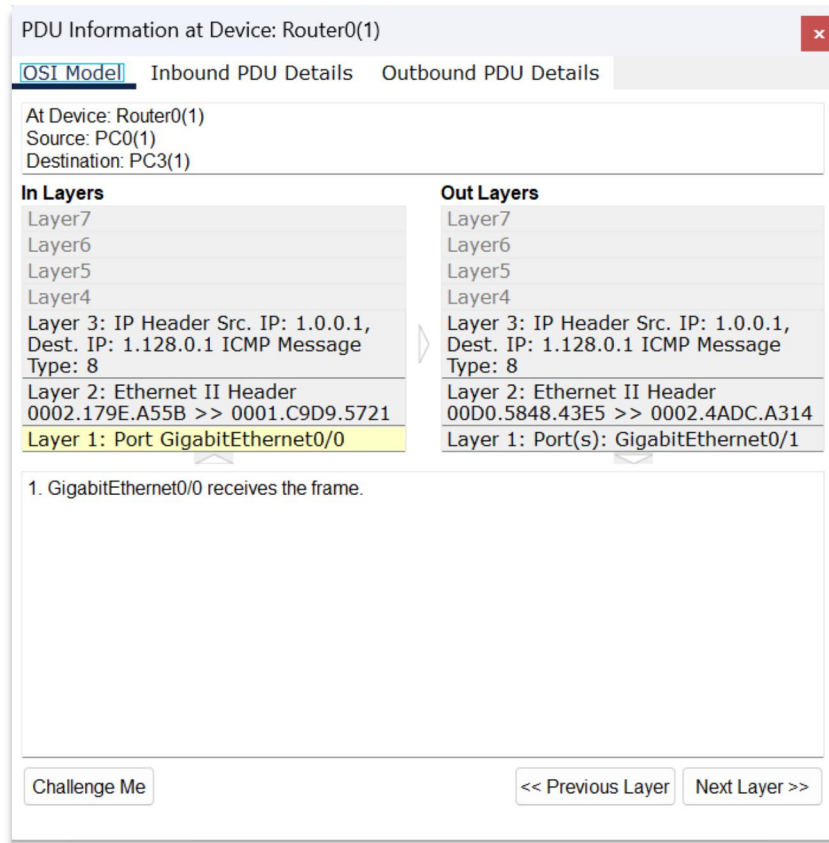 PDU Information at Device: Router0(1)
x
OSI Model Inbound PDU Details Outbound PDU Details
At Device: Router0(1)
Source: PC0(1)
Destination: PC3(1)
In Layers
Layer7
Layer6
Layer5
Layer4
Layer 3: IP Header Src. IP: 1.0.0.1,
Dest. IP: 1.128.0.1 ICMP Message
Type: 8
Layer 2: Ethernet II Header
0002.179E.A55B >> 0001.C9D9.5721
Layer 1: Port GigabitEthernet0/0
Out Layers
Layer7
Layer6
Layer5
Layer4
Layer 3: IP Header Src. IP: 1.0.0.1,
Dest. IP: 1.128.0.1 ICMP Message
Type: 8
Layer 2: Ethernet II Header
00D0.5848.43E5 >> 0002.4ADC.A314
Layer 1: Port(s): GigabitEthernet0/1
1. GigabitEthernet0/0 receives the frame.
Challenge Me
<< Previous Layer
Next Layer >>